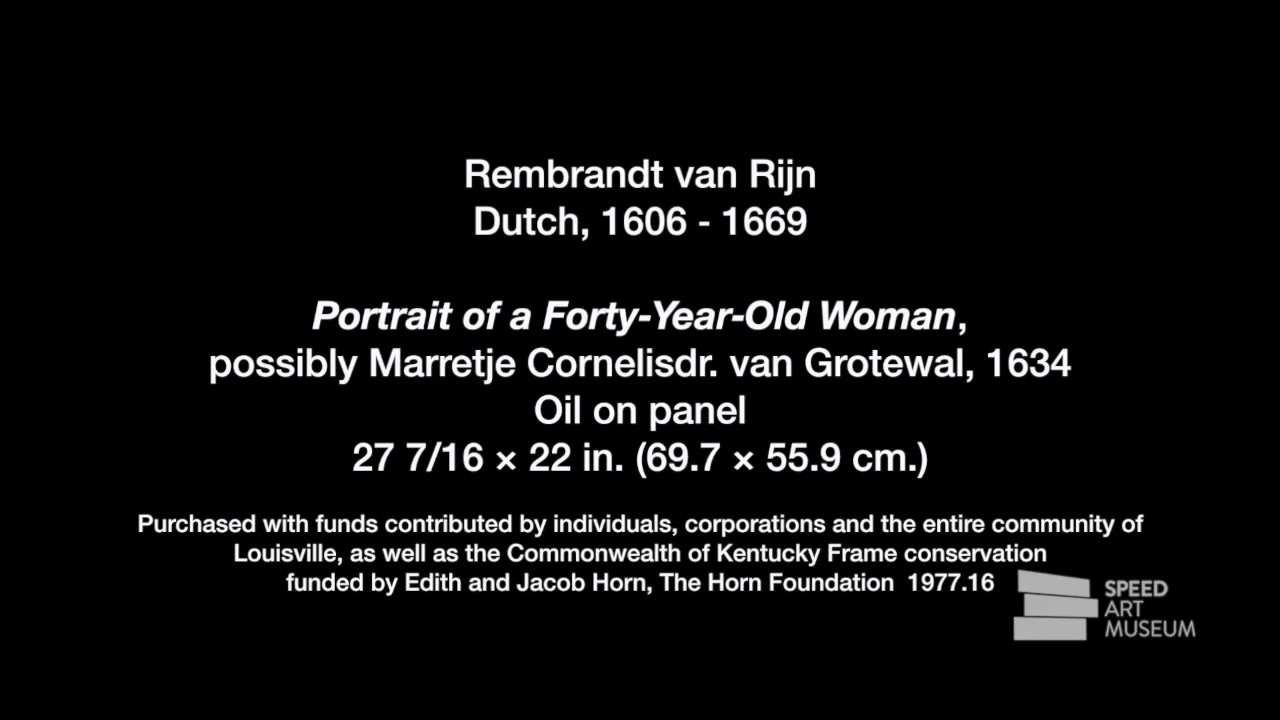 Rembrandt van Rijn
Dutch, 1606 - 1669
Portrait of a Forty-Year-Old Woman,
possibly Marretje Cornelisdr. van Grotewal, 1634
Oil on panel
27 7/16 × 22 in. (69.7 × 55.9 cm.)
Purchased with funds contributed by individuals, corporations and the entire community of
Louisville, as well as the Commonwealth of Kentucky Frame conservation
funded by Edith and Jacob Horn, The Horn Foundation 1977.16
SPEED
ART
MUSEUM